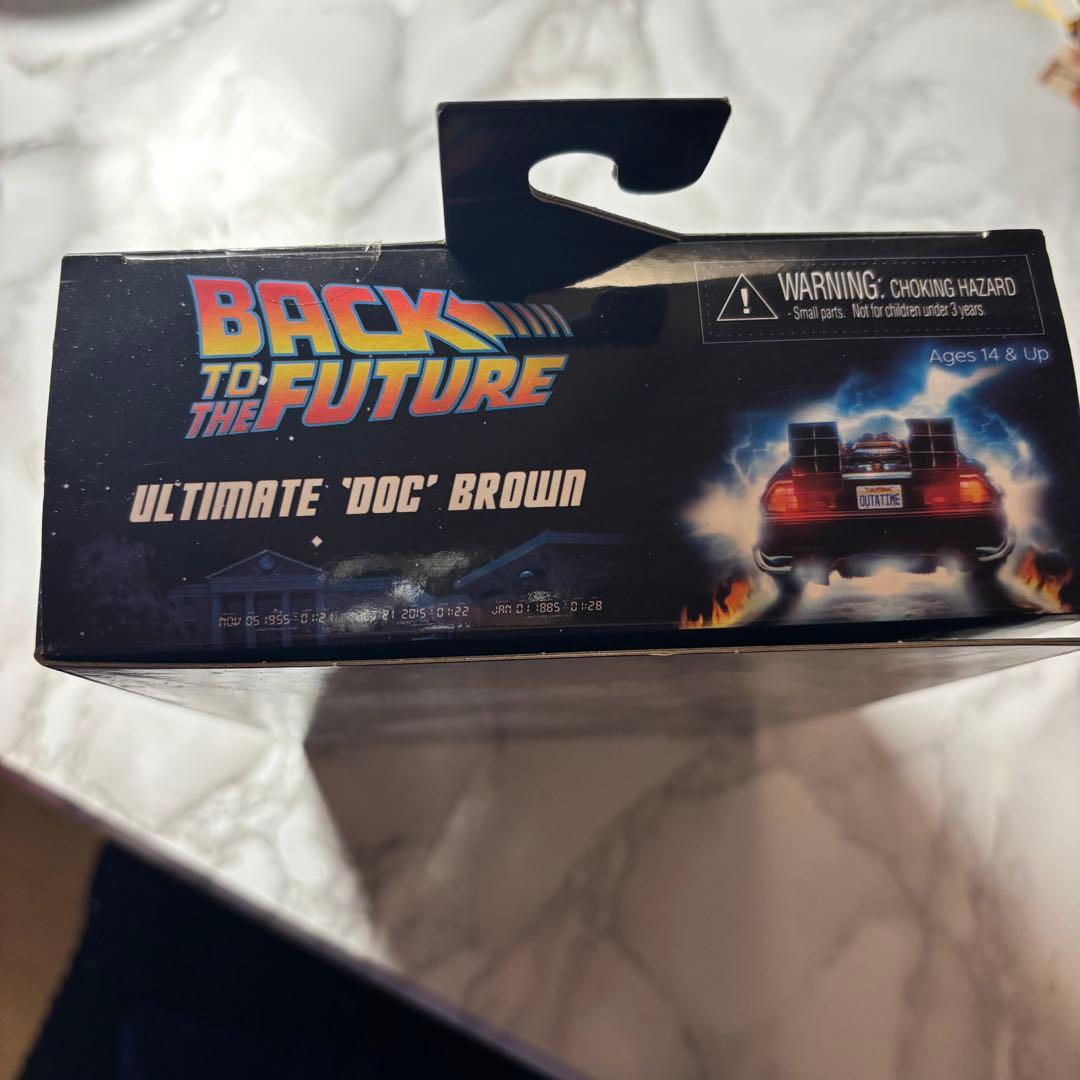 BACK
TO
THE FUTURE
ULTIMATE 'DOC' BROWN
NOV 05 1955 01:21
OCT 21 2015 01:22
JAN 01 1885 01:28
WARNING: CHOKING HAZARD
- Small parts. Not for children under 3 years.
Ages 14 & Up
OUTATIME